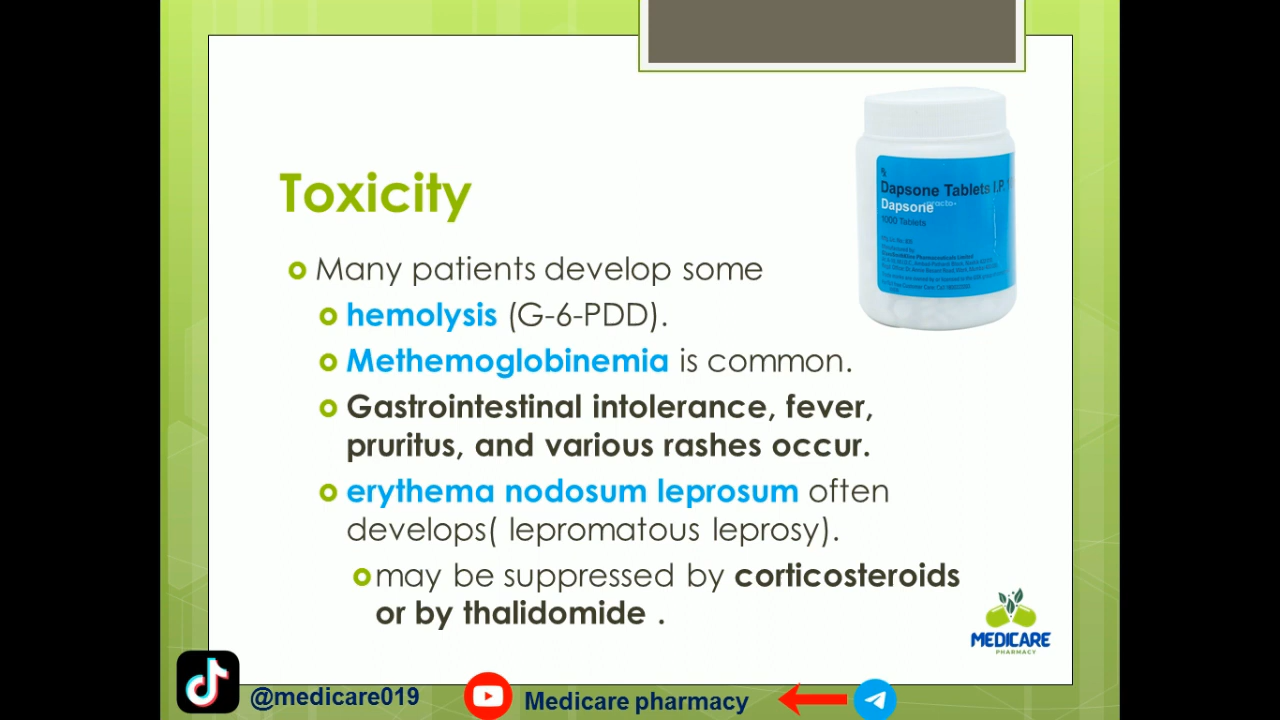 Toxicity
Many patients develop some
hemolysis (G-6-PDD).
Methemoglobinemia is common.
Gastrointestinal intolerance, fever,
pruritus, and various rashes occur.
erythema nodosum leprosum often
develops( lepromatous leprosy).
may be suppressed by corticosteroids
or by thalidomide .
Dapsone Tablets I.P.
Dapsone
1000 Tablets
MEDICARE
PHARMACY
@medicare019
Medicare pharmacy